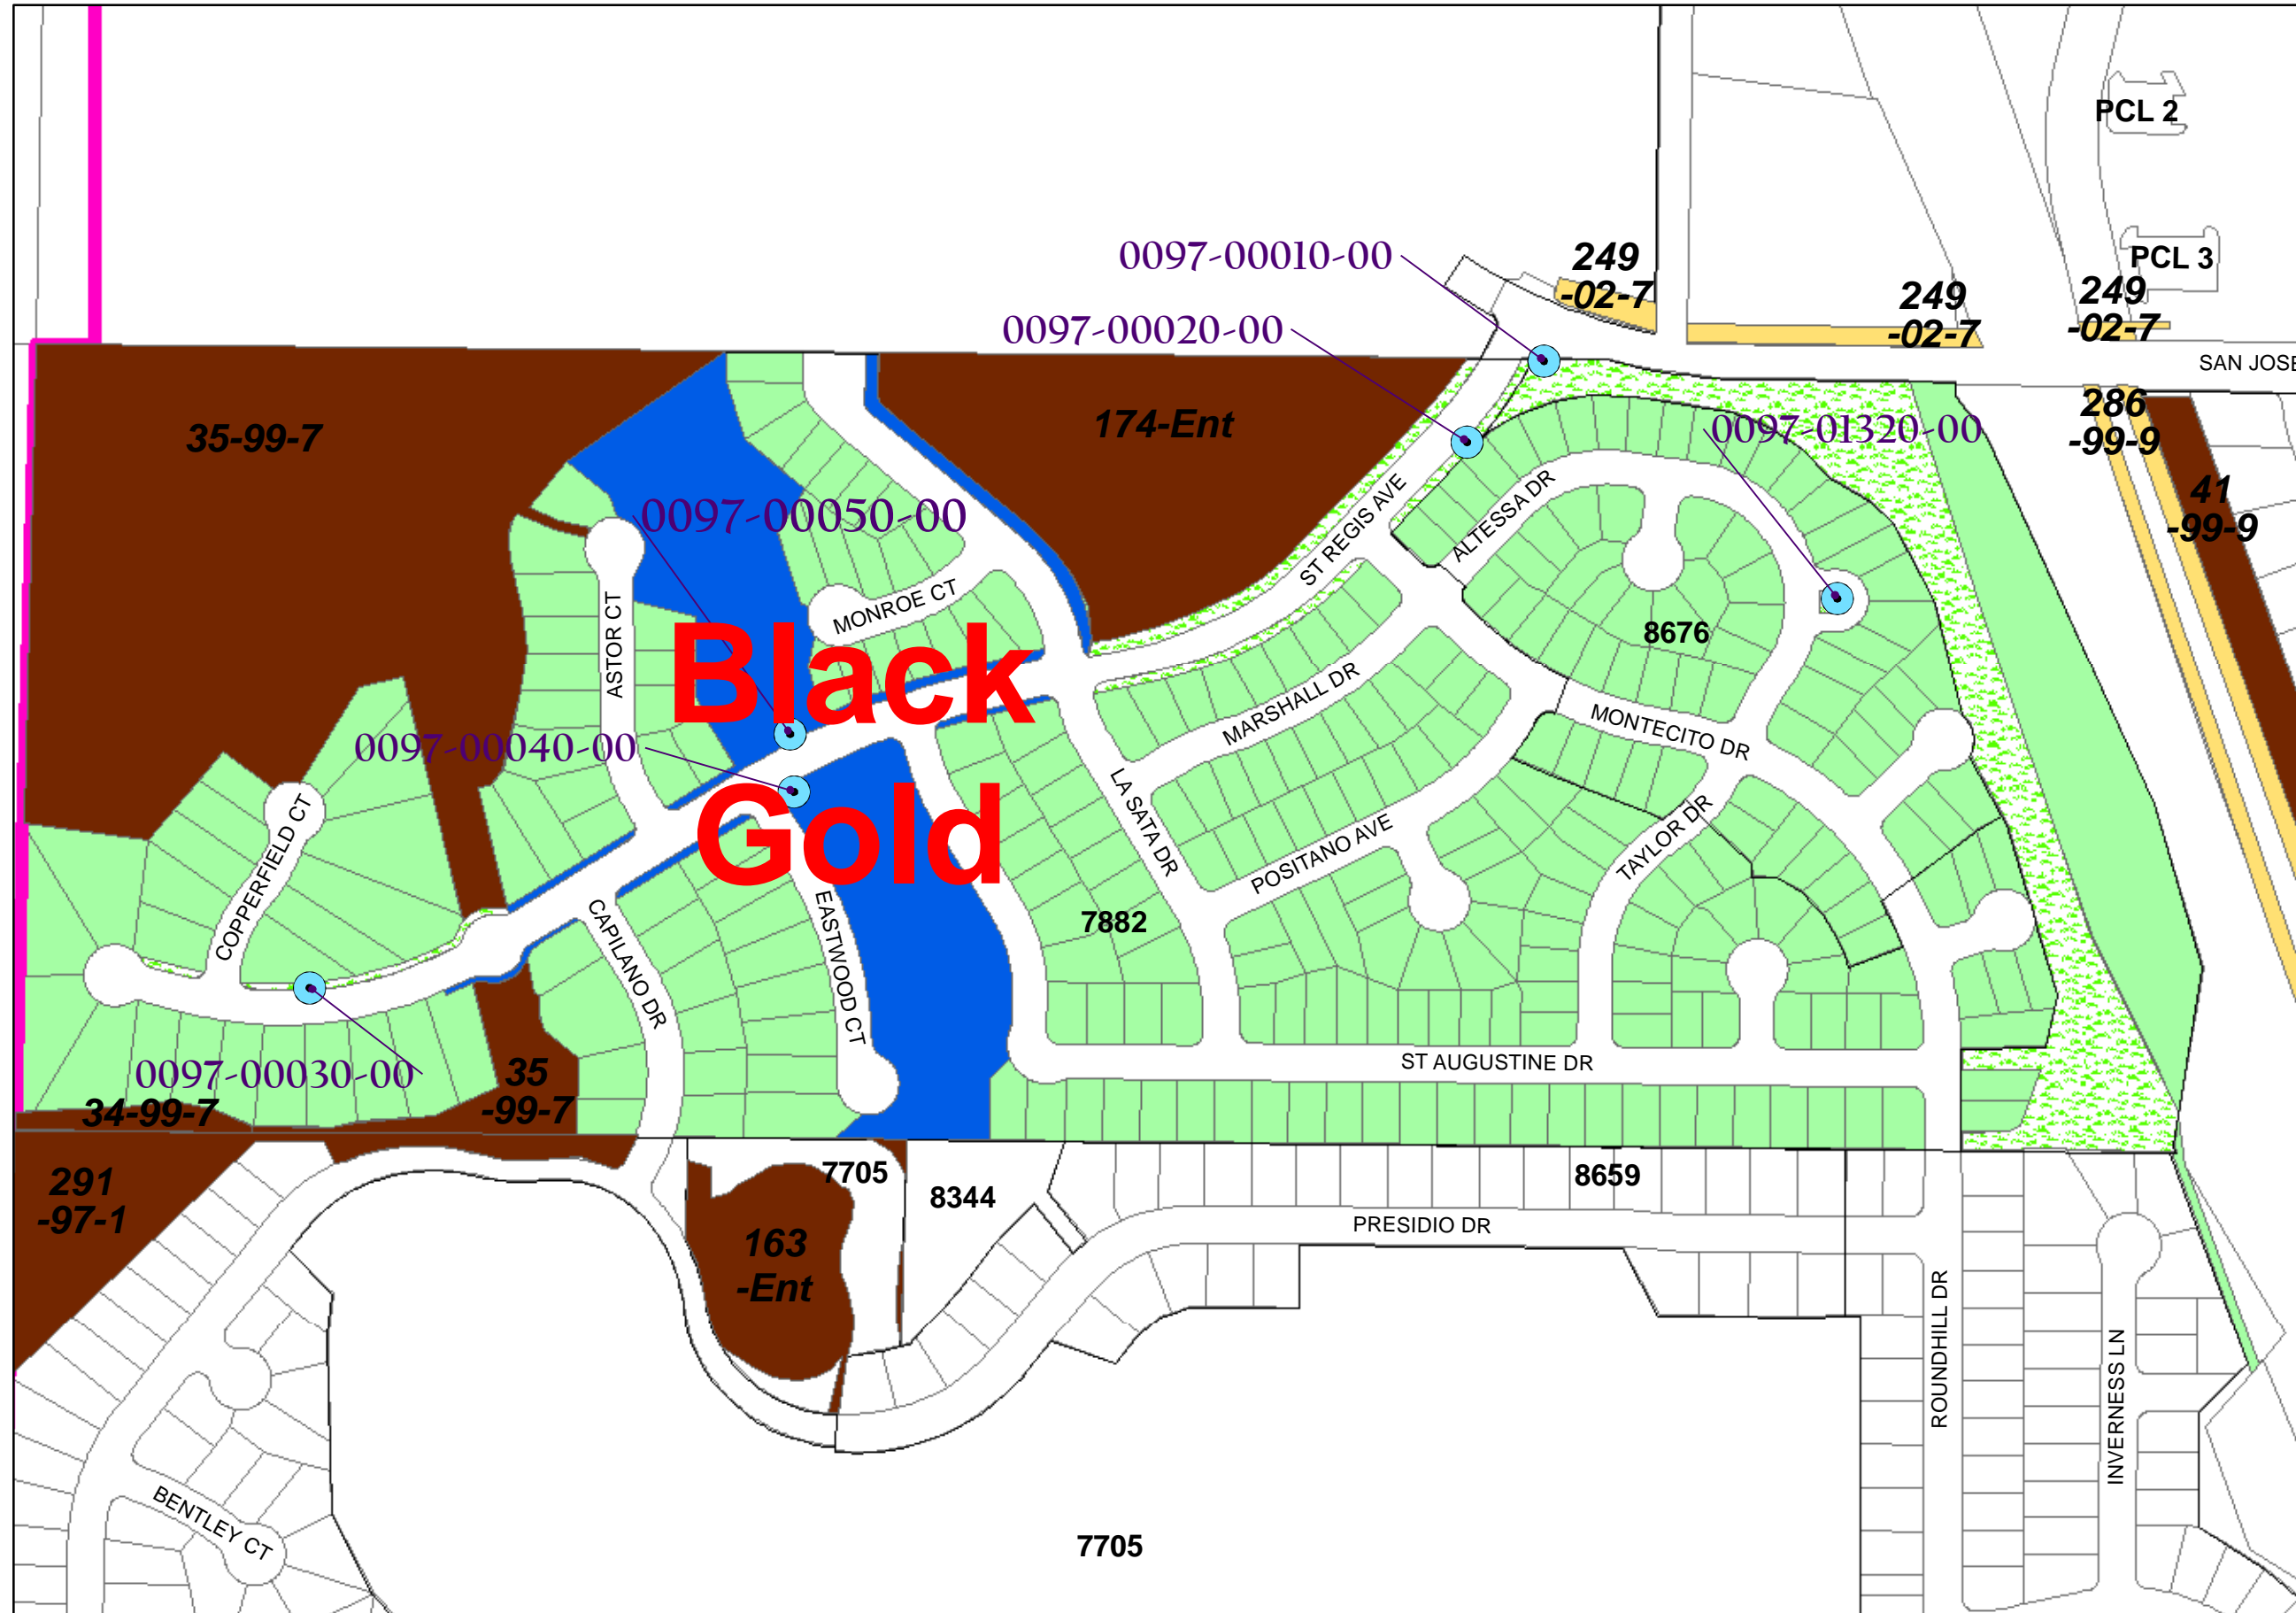 PCL 2
PCL 3
0097-00010-00
249
-02-7
249
-02-7
249
-02-7
0097-00020-00
SAN JOSE
35-99-7
174-Ent
286
-99-9
0097-01320-00
41
-99-9
0097-00050-00
ST REGIS AVE
ALTESSA DR
MONROE CT
ASTOR CT
8676
Black
Gold
MARSHALL DR
MONTECITO DR
0097-00040-00
LA SATA DR
POSITANO AVE
TAYLOR DR
COPPERFIELD CT
CAPILANO DR
EASTWOOD CT
7882
0097-00030-00
34-99-7
35
-99-7
ST AUGUSTINE DR
291
-97-1
7705
8344
8659
163
-Ent
PRESIDIO DR
ROUNDHILL DR
INVERNESS LN
BENTLEY CT
7705